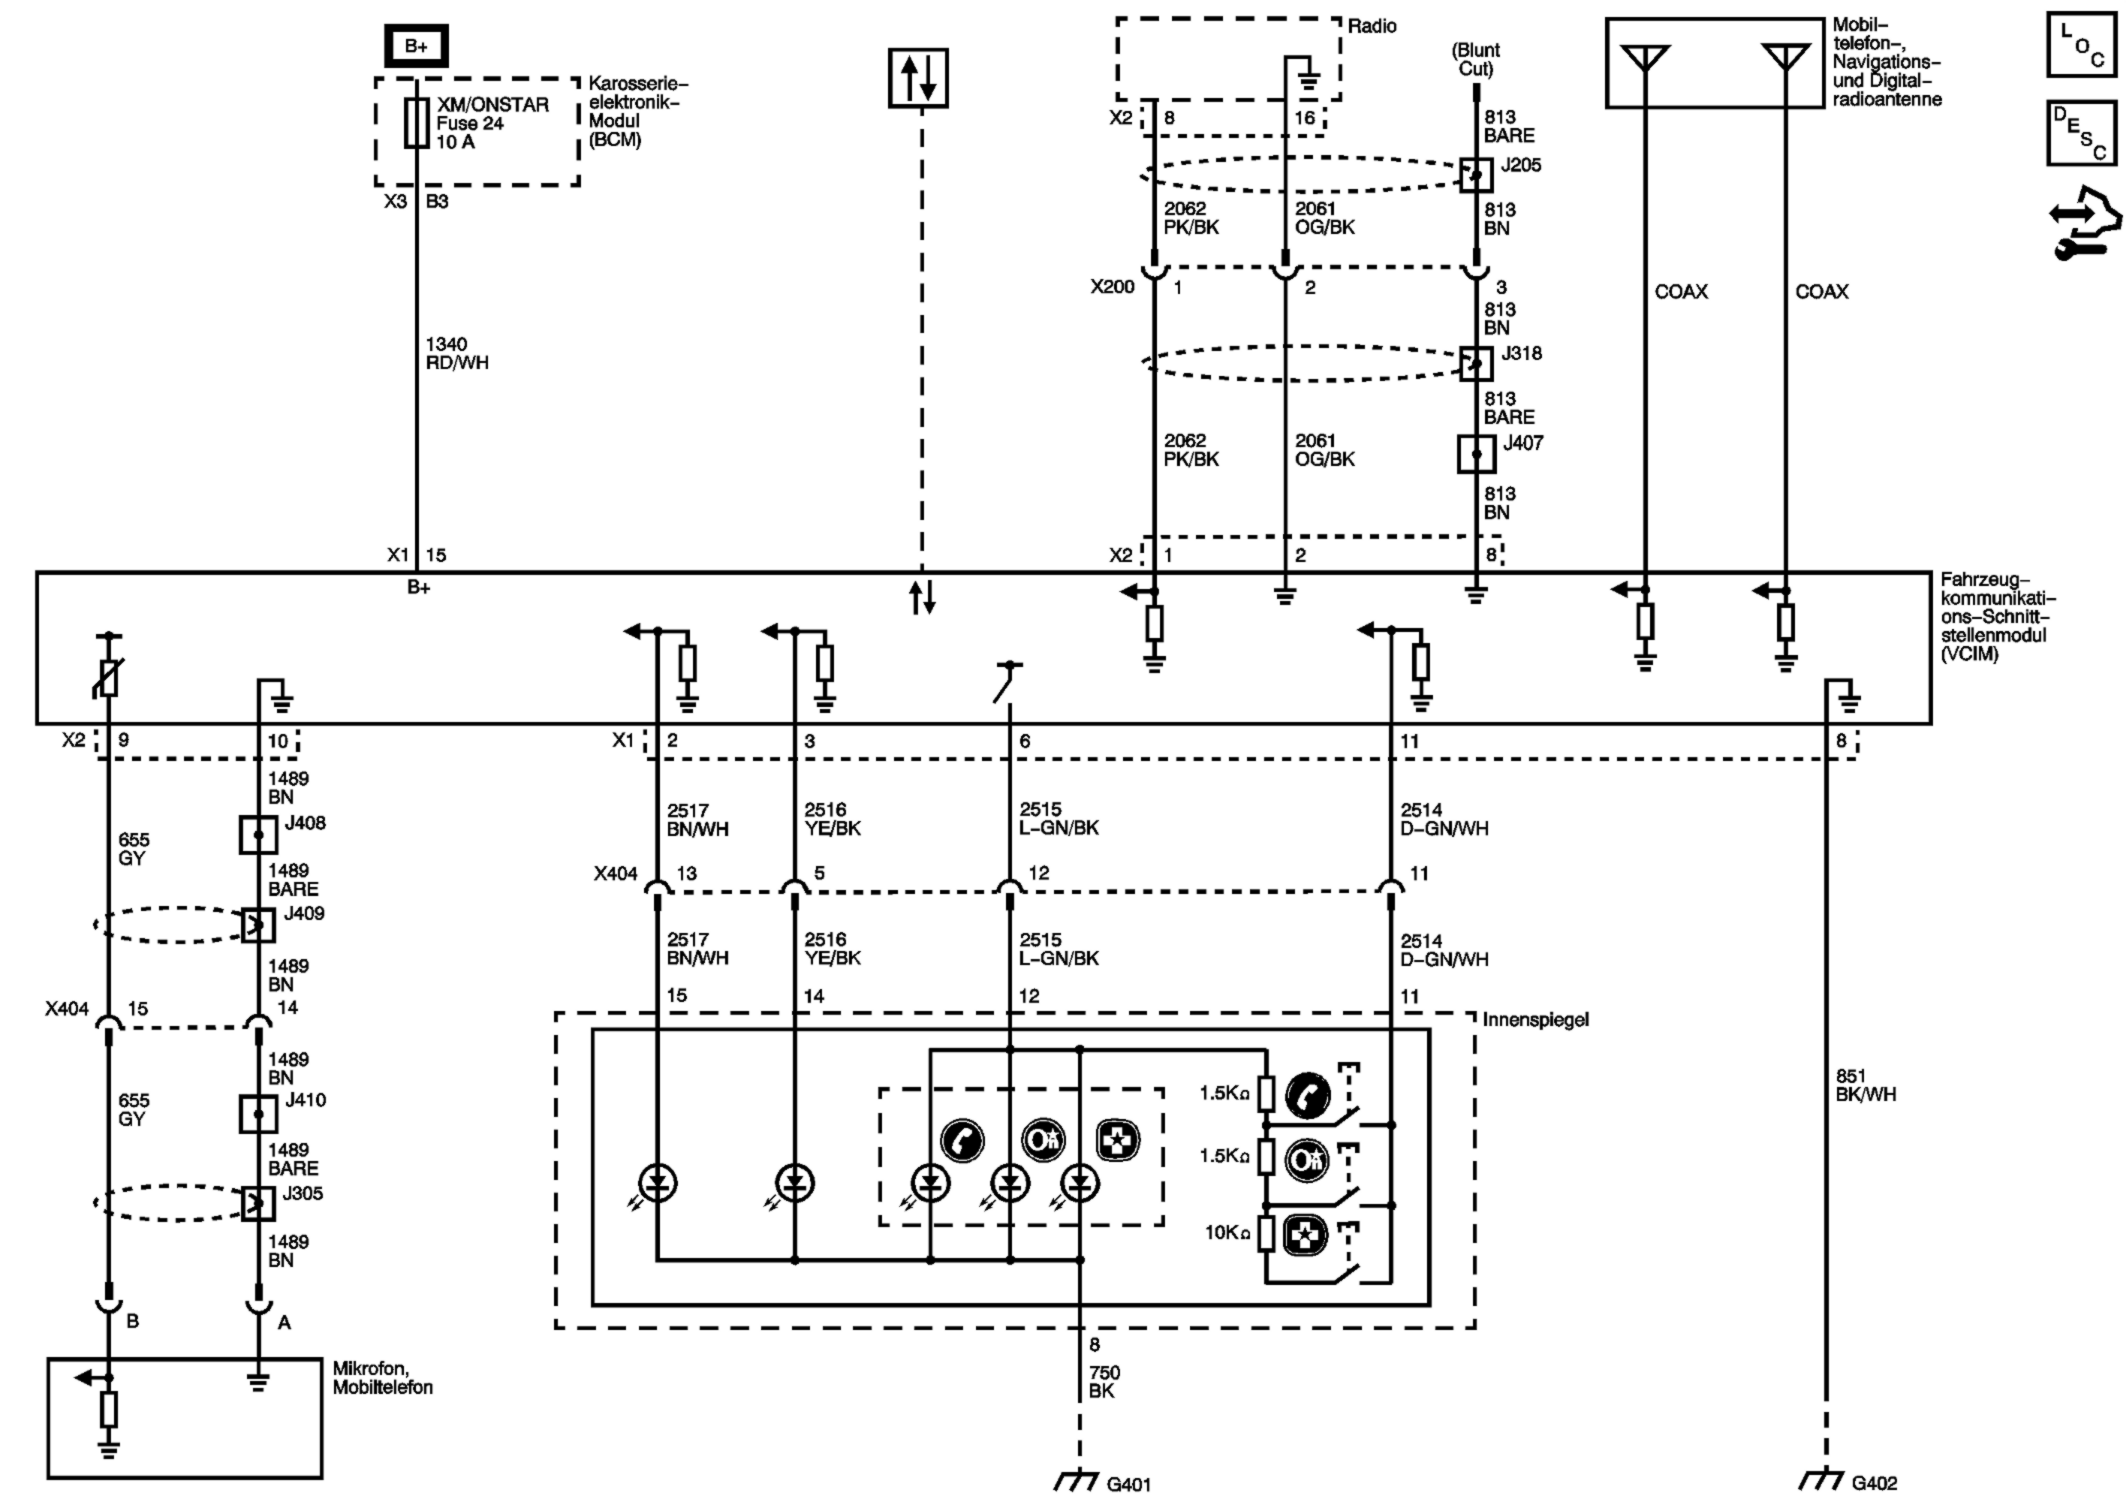 B+
XM/ONSTAR
Fuse 24
10 A
Karosserie–
elektronik–
Modul
(BCM)
X3 B3
1340
RD/WH
X1 15
B+
Radio
X2 8 16
(Blunt
Cut)
813
BARE
J205
2062
PK/BK
2061
OG/BK
813
BN
X200 1 2 3
813
BN
J318
813
BARE
J407
2062
PK/BK
2061
OG/BK
813
BN
X2 1 2 8
Mobil–
telefon–,
Navigations–
und Digital–
radioantenne
COAX COAX
L
O
C
D
E
S
C
Fahrzeug–
kommunikati–
ons–Schnitt–
stellenmodul
(VCIM)
X2 9 10
1489
BN
J408
655
GY
1489
BARE
J409
1489
BN
X404 15 14
1489
BN
J410
655
GY
1489
BARE
J305
1489
BN
B A
Mikrofon,
Mobiltelefon
X1 2 3 6 11 8
2517
BN/WH
2516
YE/BK
2515
L–GN/BK
2514
D–GN/WH
X404 13 5 12 11
2517
BN/WH
2516
YE/BK
2515
L–GN/BK
2514
D–GN/WH
15 14 12 11
Innenspiegel
1.5KΩ
1.5KΩ
10KΩ
8
750
BK
G401
851
BK/WH
G402